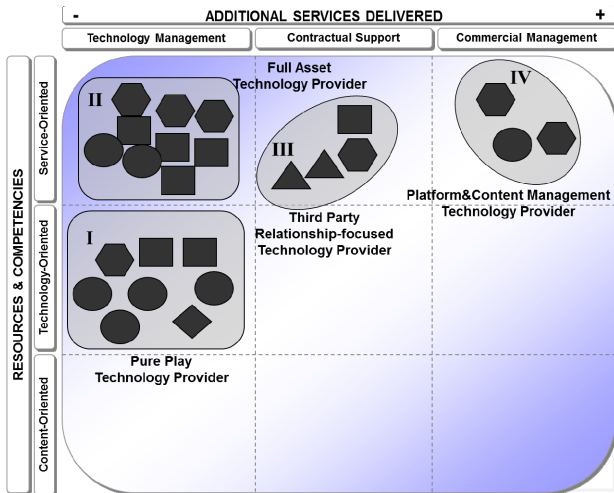 - ADDITIONAL SERVICES DELIVERED +
Technology Management Contractual Support Commercial Management
RESOURCES & COMPETENCIES
Service-Oriented
Technology-Oriented
Content-Oriented
Full Asset
Technology Provider
II
III
IV
Platform&Content Management
Technology Provider
Third Party
Relationship-focused
Technology Provider
I
Pure Play
Technology Provider